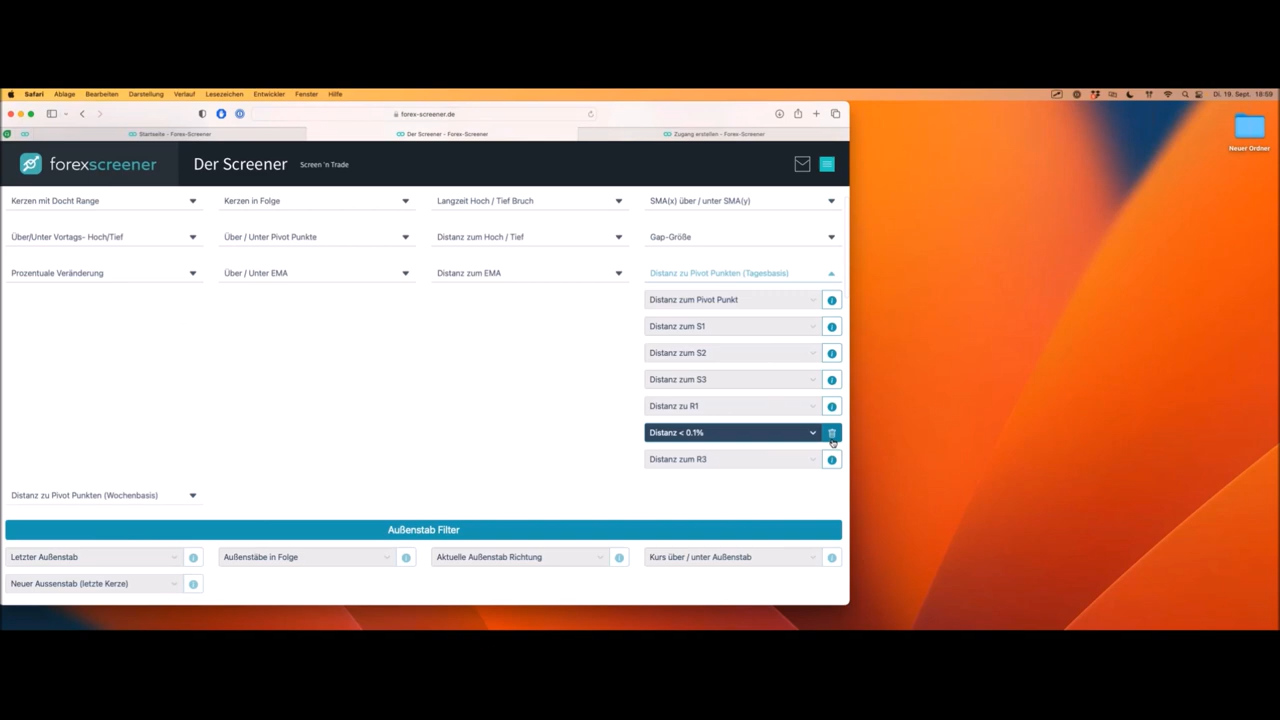 Safari Ablage Bearbeiten Darstellung Verlauf Lesezeichen Entwickler Fenster Hilfe Di. 19. Sept. 18:59
forex-screener.de
Startseite - Forex-Screener Der Screener - Forex-Screener Zugang erstellen - Forex-Screener
Neuer Ordner
forexscreener Der Screener Screen 'n Trade
Kerzen mit Docht Range Kerzen in Folge Langzeit Hoch / Tief Bruch SMA(x) über / unter SMA(y)
Über/Unter Vortags- Hoch/Tief Über / Unter Pivot Punkte Distanz zum Hoch / Tief Gap-Größe
Prozentuale Veränderung Über / Unter EMA Distanz zum EMA Distanz zu Pivot Punkten (Tagesbasis)
Distanz zum Pivot Punkt
Distanz zum S1
Distanz zum S2
Distanz zum S3
Distanz zu R1
Distanz < 0.1%
Distanz zum R3
Distanz zu Pivot Punkten (Wochenbasis)
Außenstab Filter
Letzter Außenstab Außenstäbe in Folge Aktuelle Außenstab Richtung Kurs über / unter Außenstab
Neuer Aussenstab (letzte Kerze)